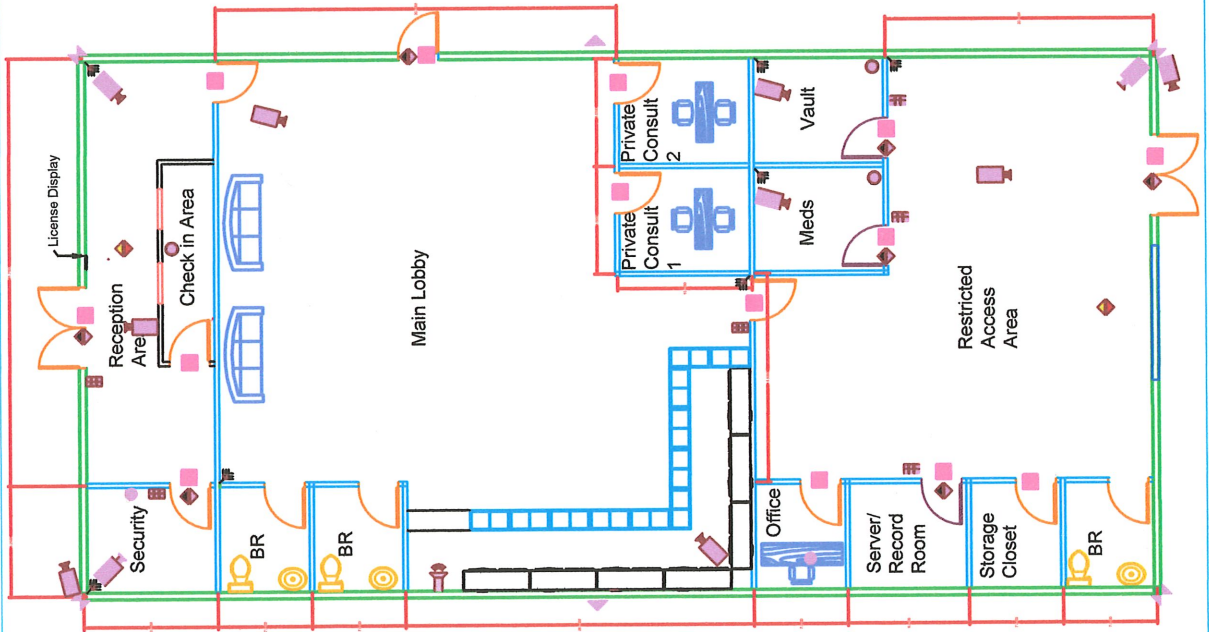 License Display
Reception
Area
Check in Area
Security
BR
BR
Main Lobby
Private
Consult
1
Private
Consult
2
Meds
Vault
Office
Server/
Record
Room
Storage
Closet
BR
Restricted
Access
Area